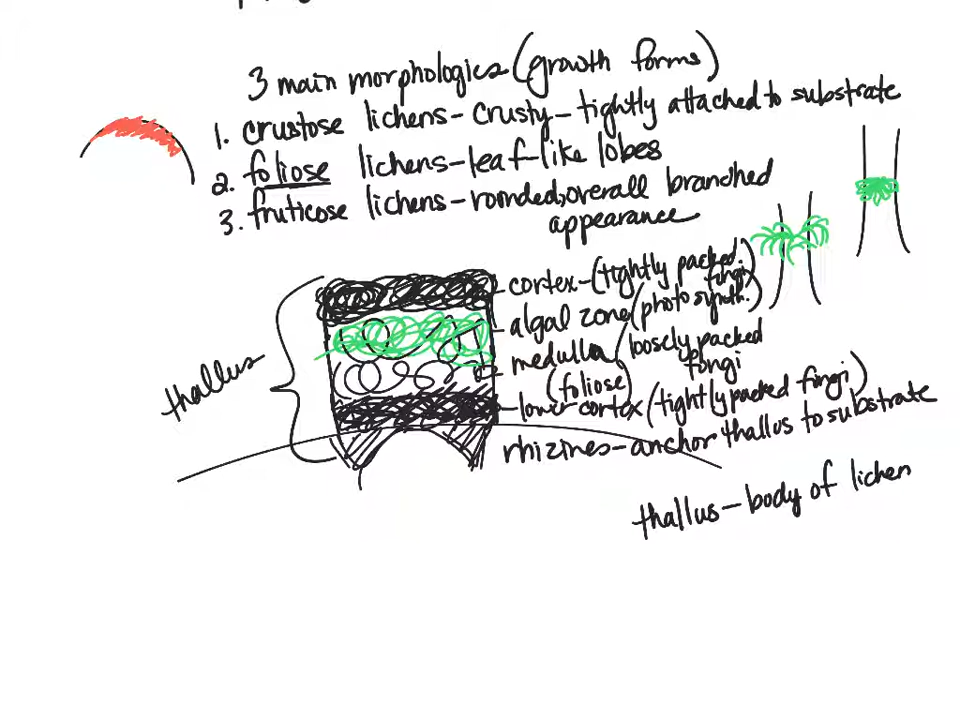 3 main morphologies (growth forms)
1. crustose lichens - crusty - tightly attached to substrate
2. foliose lichens - leaf-like lobes
3. fruticose lichens - rounded, overall branched
appearance
cortex - (tightly packed
fungi)
algal zone (photosynth.)
medulla (loosely packed
fungi
(foliose)
lower cortex (tightly packed fungi)
rhizines - anchor thallus to substrate
thallus
thallus - body of lichen